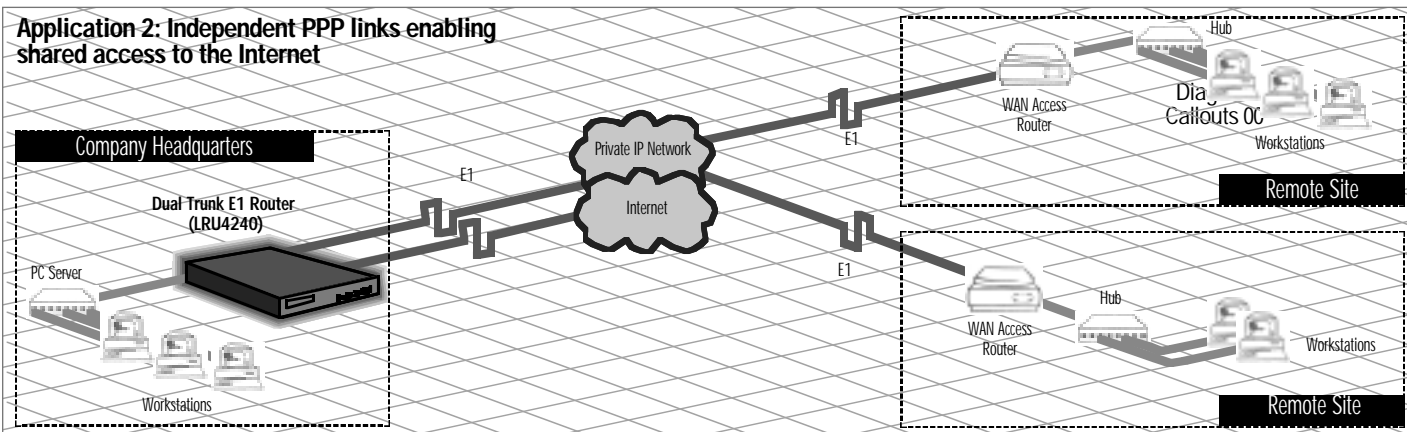 Application 2: Independent PPP links enabling
shared access to the Internet
Company Headquarters
Dual Trunk E1 Router
(LRU4240)
PC Server
Workstations
E1
Private IP Network
Internet
E1
E1
WAN Access
Router
Hub
Callouts 00
Workstations
Remote Site
WAN Access
Router
Hub
Workstations
Remote Site